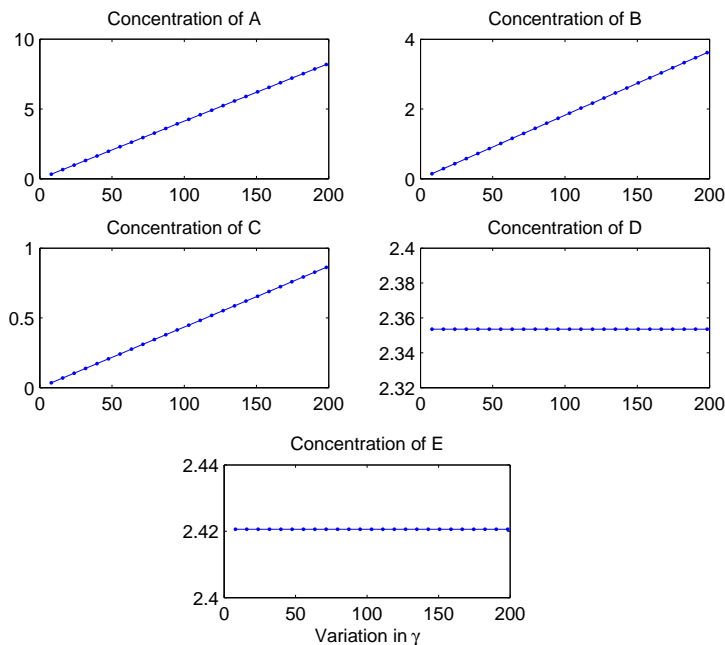 Concentration of A
10
5
0
0 50 100 150 200
Concentration of B
4
2
0
0 50 100 150 200
Concentration of C
1
0.5
0
0 50 100 150 200
Concentration of D
2.4
2.38
2.36
2.34
2.32
0 50 100 150 200
Concentration of E
2.44
2.42
2.4
0 50 100 150 200
Variation in γ